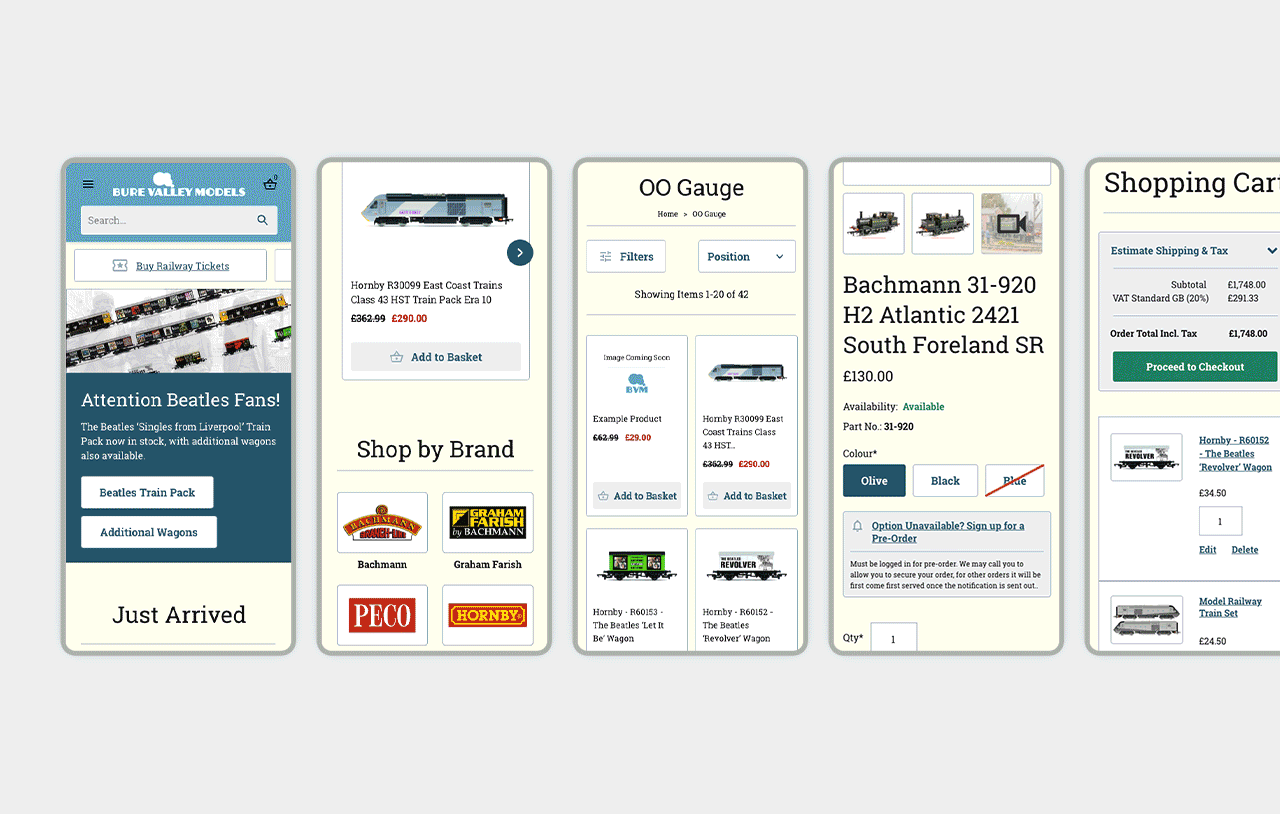 BURE VALLEY MODELS
0
Search...
Buy Railway Tickets
Attention Beatles Fans!
The Beatles ‘Singles from Liverpool’ Train
Pack now in stock, with additional wagons
also available.
Beatles Train Pack
Additional Wagons
Just Arrived
Hornby R30099 East Coast Trains
Class 43 HST Train Pack Era 10
£362.99 £290.00
Add to Basket
Shop by Brand
BACHMANN
BRANCH-LINE
GRAHAM
FARISH
by BACHMANN
Bachmann
Graham Farish
PECO
HORNBY
OO Gauge
Home > OO Gauge
Filters
Position
Showing Items 1-20 of 42
Image Coming Soon
BVM
Example Product
£62.99 £29.00
Add to Basket
Hornby R30099 East
Coast Trains Class
43 HST...
£362.99 £290.00
Add to Basket
Hornby - R60153 -
The Beatles 'Let It
Be' Wagon
REVOLVER
Hornby - R60152 -
The Beatles
'Revolver' Wagon
Bachmann 31-920
H2 Atlantic 2421
South Foreland SR
£130.00
Availability: Available
Part No.: 31-920
Colour*
Olive
Black
Blue
Option Unavailable? Sign up for a
Pre-Order
Must be logged in for pre-order. We may call you to
allow you to secure your order, for other orders it will be
first come first served once the notification is sent out..
Qty*
1
Shopping Cart
Estimate Shipping & Tax
Subtotal £1,748.00
VAT Standard GB (20%) £291.33
Order Total Incl. Tax £1,748.00
Proceed to Checkout
REVOLVER
Hornby - R60152
- The Beatles
'Revolver' Wagon
£34.50
1
Edit Delete
Model Railway
Train Set
£24.50